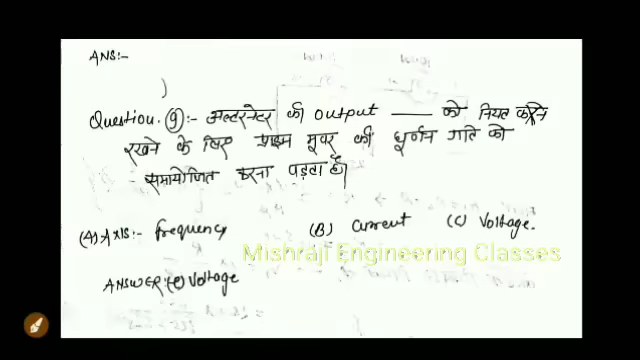 ANS:-
)
Question. (9):- अल्टरनेटर की output ___ को नियत
रखने के लिए प्राइम मूवर की घूर्णन गति को
समायोजित करना पड़ता है।
(A) Axis:- frequency (B) Current (C) Voltage.
Mishraji Engineering Classes
ANSWER:-(c) Voltage